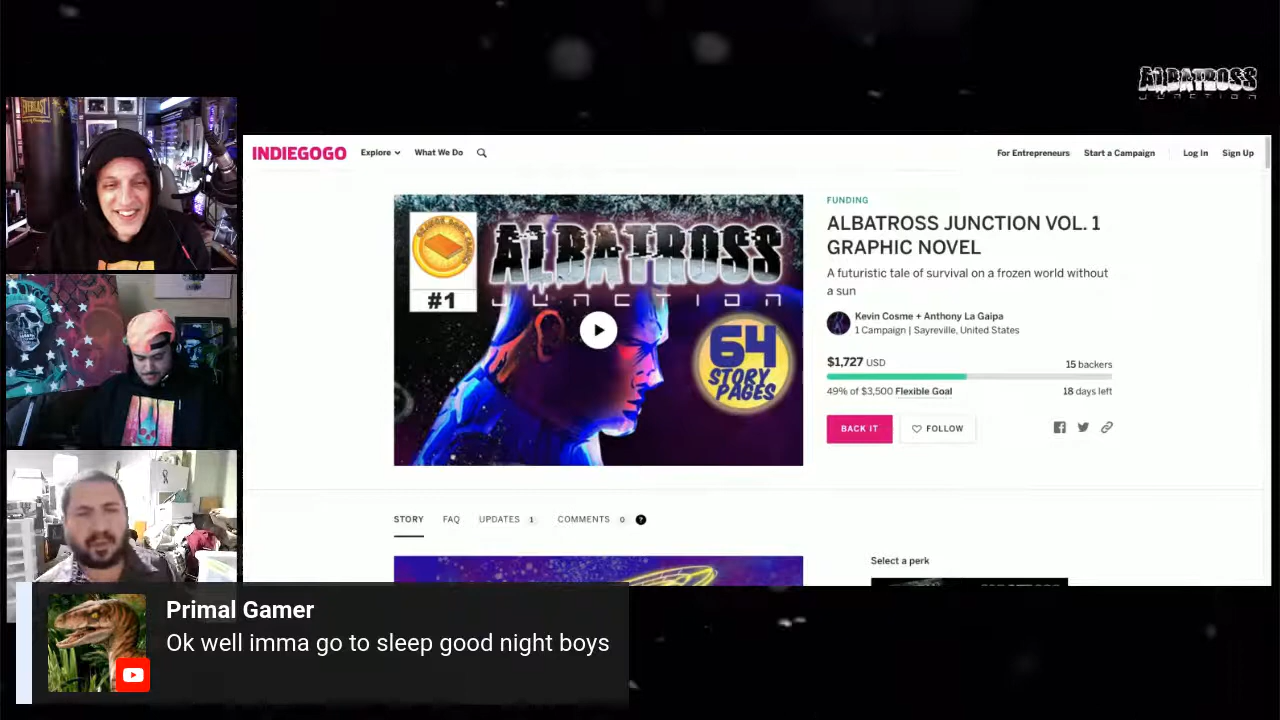 EVERLAST
ALBATROSS
JUNCTION
INDIEGOGO
Explore
What We Do
For Entrepreneurs
Start a Campaign
Log In
Sign Up
#1
ALBATROSS
JUNCTION
64
STORY
PAGES
FUNDING
ALBATROSS JUNCTION VOL. 1
GRAPHIC NOVEL
A futuristic tale of survival on a frozen world without
a sun
Kevin Cosme + Anthony La Gaipa
1 Campaign | Sayreville, United States
$1,727 USD
15 backers
49% of $3,500 Flexible Goal
18 days left
BACK IT
FOLLOW
STORY
FAQ
UPDATES 1
COMMENTS 0 ?
Select a perk
Primal Gamer
Ok well imma go to sleep good night boys